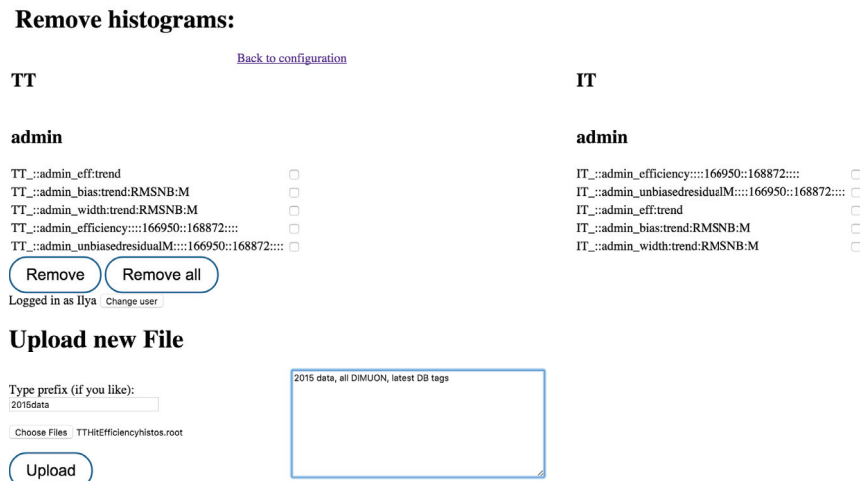 Remove histograms:
Back to configuration
TT
admin
TT_::admin_eff:trend
TT_::admin_bias:trend:RMSNB:M
TT_::admin_width:trend:RMSNB:M
TT_::admin_efficiency::::166950::168872::::
TT_::admin_unbiasedresidualM::::166950::168872::::
IT
admin
IT_::admin_efficiency::::166950::168872::::
IT_::admin_unbiasedresidualM::::166950::168872::::
IT_::admin_eff:trend
IT_::admin_bias:trend:RMSNB:M
IT_::admin_width:trend:RMSNB:M
Remove Remove all
Logged in as Ilya Change user
Upload new File
Type prefix (if you like):
2015data
Choose Files TTHitEfficiencyhistos.root
Upload
2015 data, all DIMUON, latest DB tags